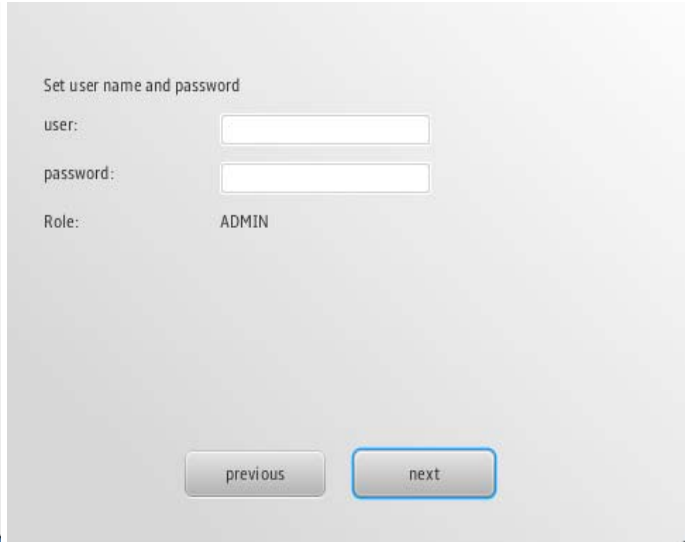 Set user name and password
user:
password:
Role: ADMIN
previous next